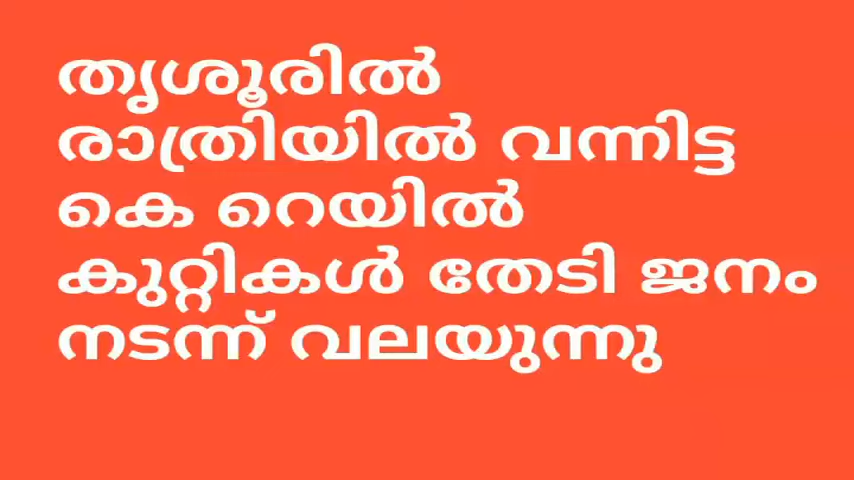 തൃശൂരിൽ
രാത്രിയിൽ വന്നിട്ട
കെ റെയിൽ
കുറ്റികൾ തേടി ജനം
നടന്ന് വലയുന്നു